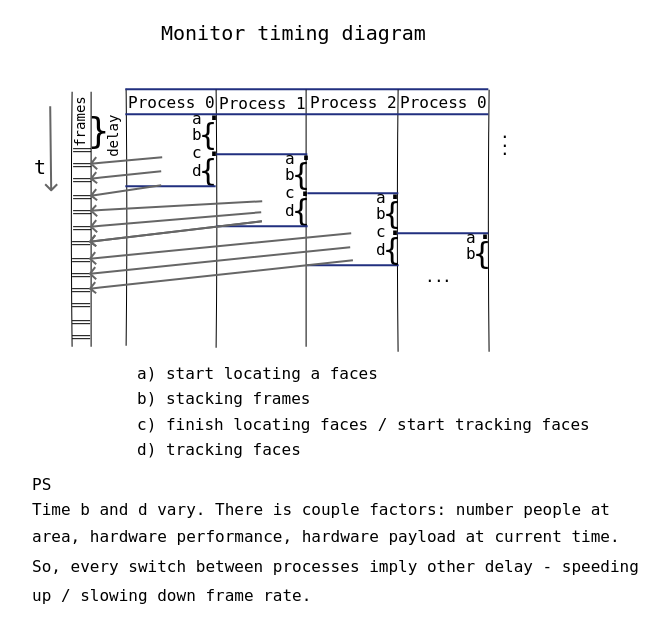 Monitor timing diagram
frames
delay
t
Process 0
Process 1
Process 2
Process 0
a
b
c
d
a
b
c
d
a
b
c
d
a
b
...
...
a) start locating a faces
b) stacking frames
c) finish locating faces / start tracking faces
d) tracking faces
PS
Time b and d vary. There is couple factors: number people at
area, hardware performance, hardware payload at current time.
So, every switch between processes imply other delay - speeding
up / slowing down frame rate.